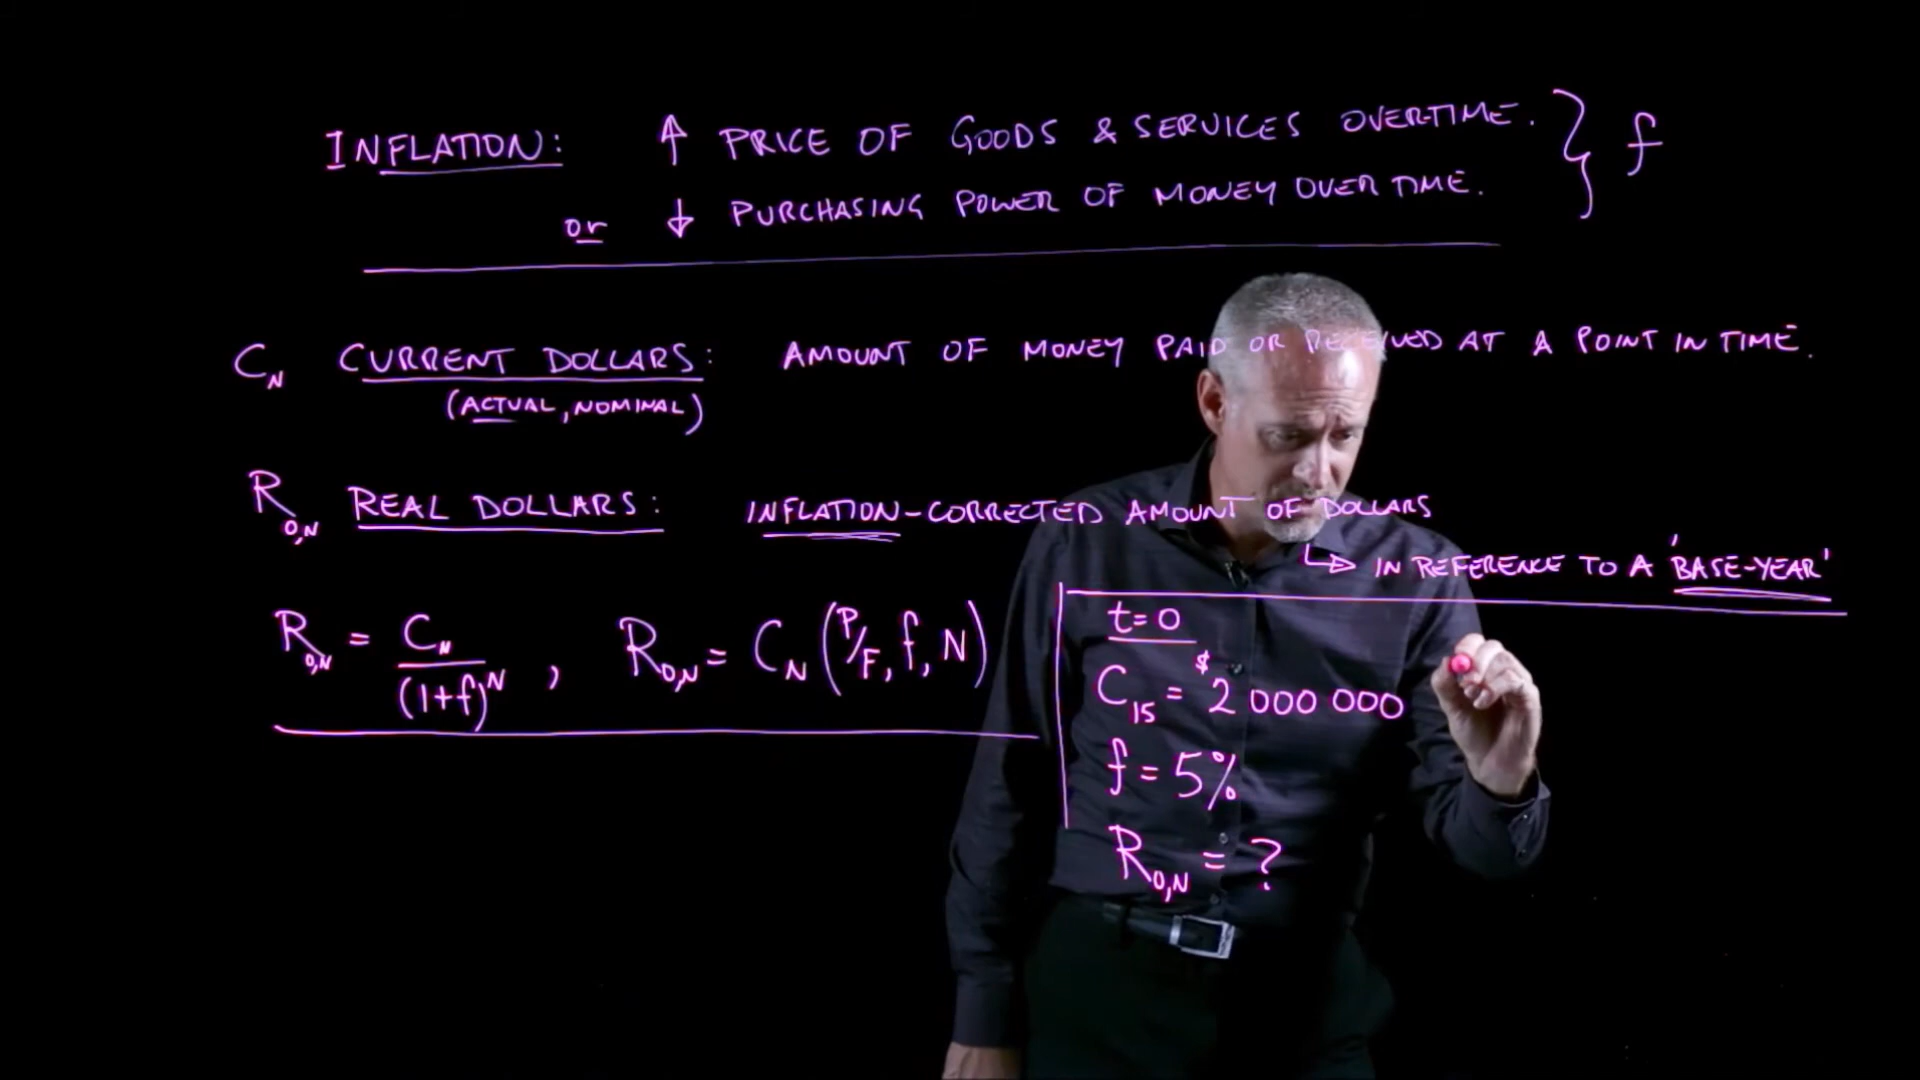 INFLATION: ↑ PRICE OF GOODS & SERVICES OVERTIME. } f
or ↓ PURCHASING POWER OF MONEY OVER TIME.
C_N CURRENT DOLLARS: AMOUNT OF MONEY PAID OR RECEIVED AT A POINT IN TIME.
(ACTUAL, NOMINAL)
R_0,N REAL DOLLARS: INFLATION-CORRECTED AMOUNT OF DOLLARS
↳ IN REFERENCE TO A 'BASE-YEAR'
R_0,N = C_N / (1+f)^N , R_0,N = C_N (P/F, f, N)
t=0
C_15 = $2 000 000
f = 5%
R_0,N = ?